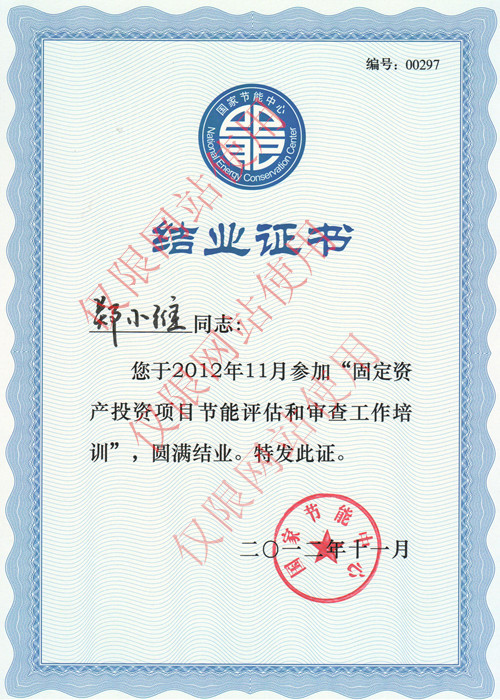 编号：00297
国家节能中心
National Energy Conservation Center
结业证书
郑小维 同志：
您于2012年11月参加“固定资
产投资项目节能评估和审查工作培
训”，圆满结业。特发此证。
二〇一二年十一月
国家节能中心
仅限网站使用
仅限网站使用
仅限网站使用